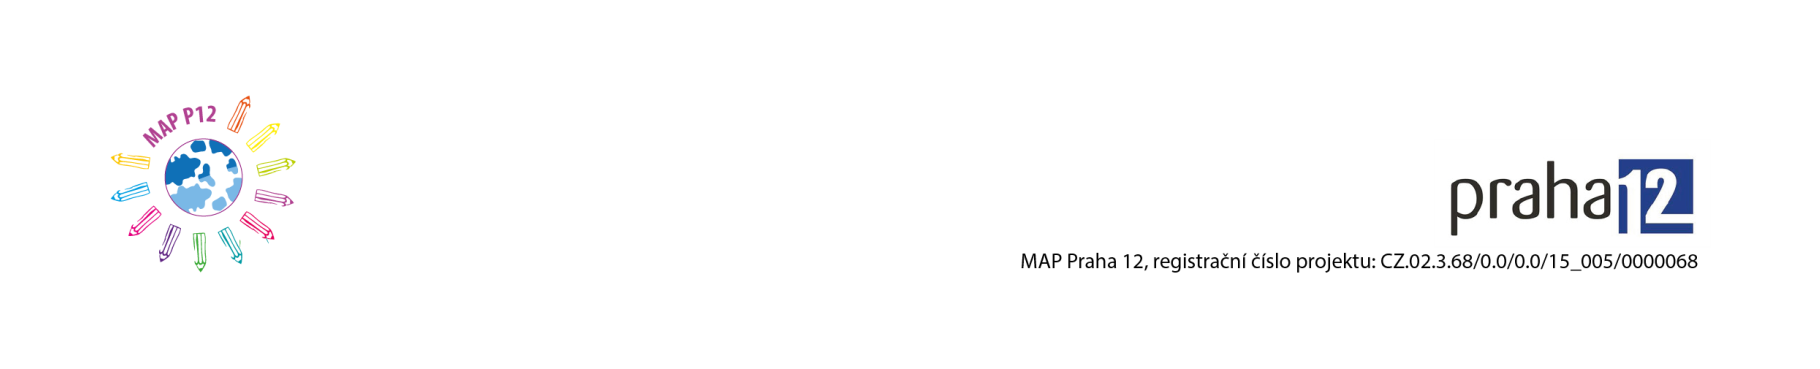 MAP P12
praha12
MAP Praha 12, registrační číslo projektu: CZ.02.3.68/0.0/0.0/15_005/0000068